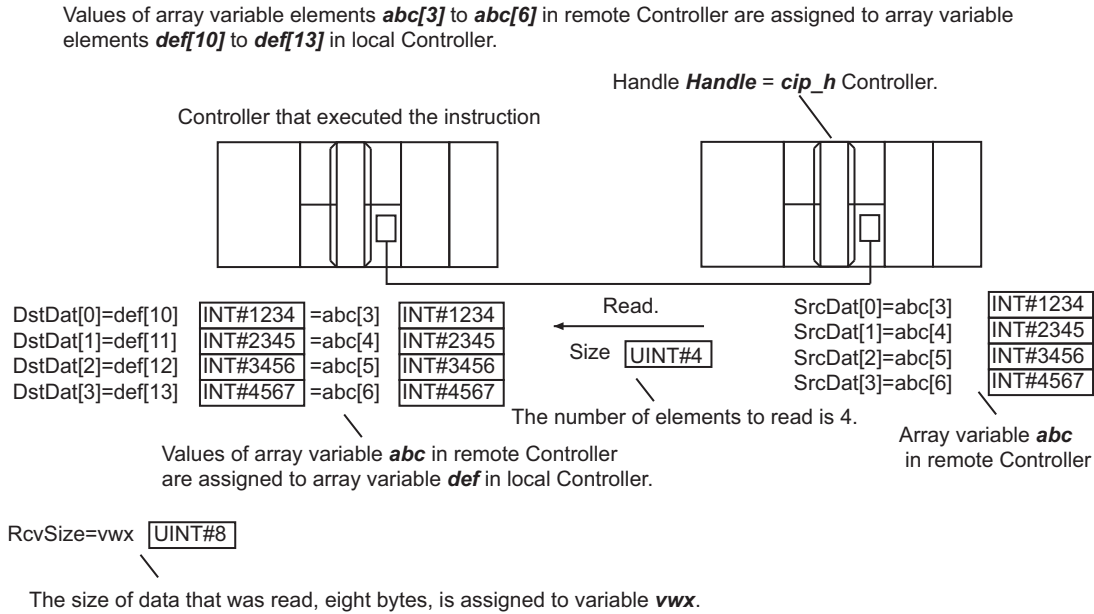 Values of array variable elements abc[3] to abc[6] in remote Controller are assigned to array variable
elements def[10] to def[13] in local Controller.
Handle Handle = cip_h Controller.
Controller that executed the instruction
DstDat[0]=def[10] INT#1234 =abc[3] INT#1234
DstDat[1]=def[11] INT#2345 =abc[4] INT#2345
DstDat[2]=def[12] INT#3456 =abc[5] INT#3456
DstDat[3]=def[13] INT#4567 =abc[6] INT#4567
Read.
Size UINT#4
The number of elements to read is 4.
SrcDat[0]=abc[3] INT#1234
SrcDat[1]=abc[4] INT#2345
SrcDat[2]=abc[5] INT#3456
SrcDat[3]=abc[6] INT#4567
Array variable abc
in remote Controller
Values of array variable abc in remote Controller
are assigned to array variable def in local Controller.
RcvSize=vwx UINT#8
The size of data that was read, eight bytes, is assigned to variable vwx.